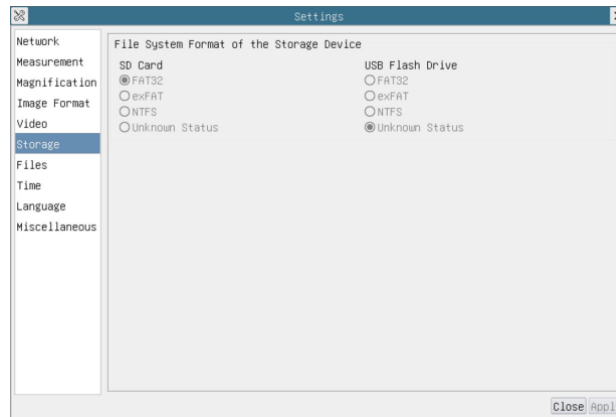 Settings
Network
Measurement
Magnification
Image Format
Video
Storage
Files
Time
Language
Miscellaneous
File System Format of the Storage Device
SD Card
FAT32
exFAT
NTFS
Unknown Status
USB Flash Drive
FAT32
exFAT
NTFS
Unknown Status
Close Appl